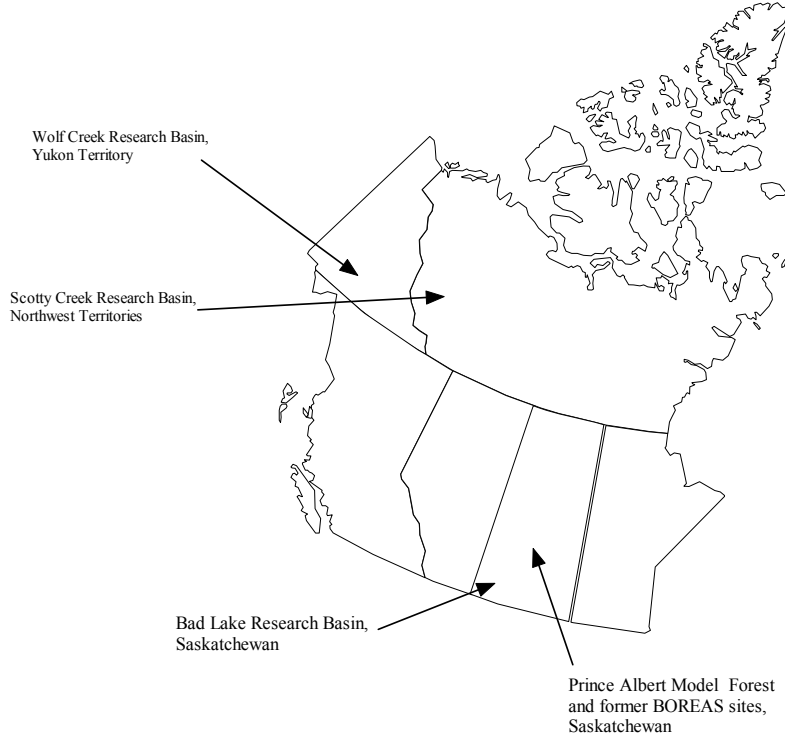 Wolf Creek Research Basin,
Yukon Territory
Scotty Creek Research Basin,
Northwest Territories
Bad Lake Research Basin,
Saskatchewan
Prince Albert Model Forest
and former BOREAS sites,
Saskatchewan